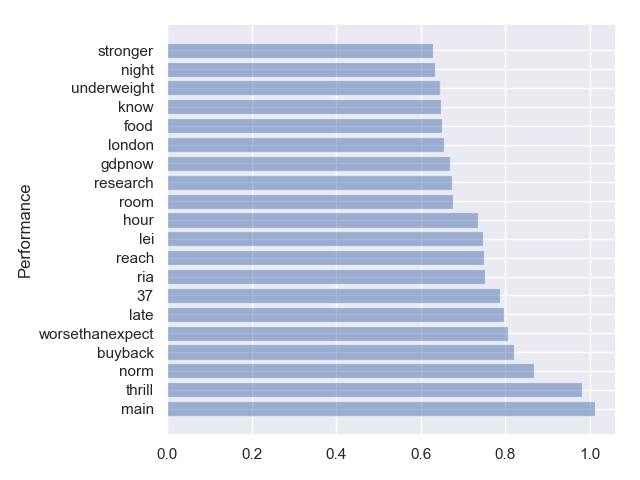 stronger
night
underweight
know
food
london
gdpnow
research
room
hour
lei
reach
ria
37
late
worsethanexpect
buyback
norm
thrill
main
Performance
0.0 0.2 0.4 0.6 0.8 1.0